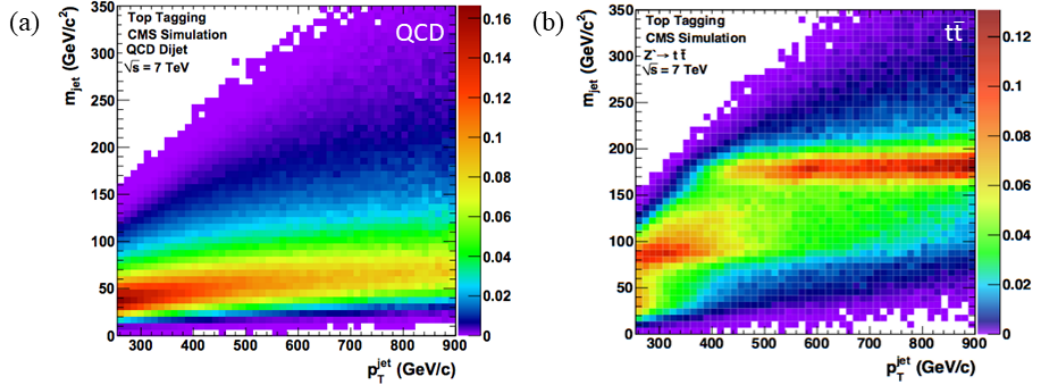 (a)
Top Tagging
CMS Simulation
QCD Dijet
√s = 7 TeV
QCD
m_jet (GeV/c²)
350
300
250
200
150
100
50
0
300 400 500 600 700 800 900
p_T^jet (GeV/c)
0.16
0.14
0.12
0.1
0.08
0.06
0.04
0.02
0
(b)
Top Tagging
CMS Simulation
Z'→ t t̄
√s = 7 TeV
tt̄
m_jet (GeV/c²)
350
300
250
200
150
100
50
0
300 400 500 600 700 800 900
p_T^jet (GeV/c)
0.12
0.1
0.08
0.06
0.04
0.02
0